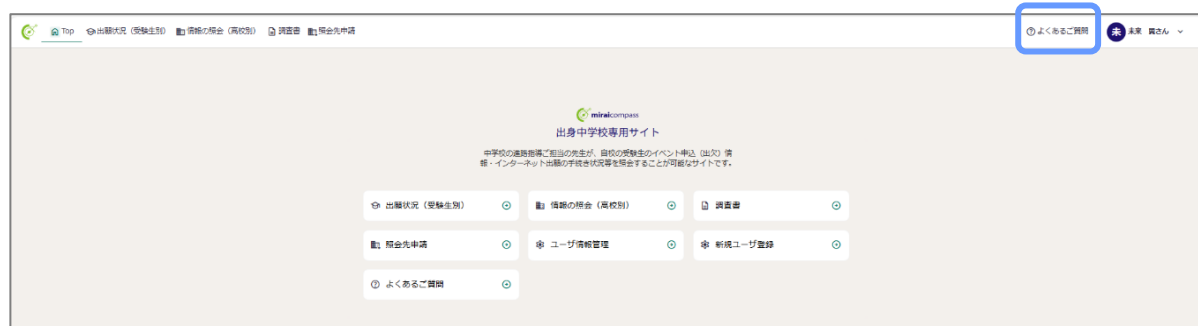 Top 出願状況（受験生別） 情報の照会（高校別） 調査書 照会先申請 よくあるご質問 未 未来 翼さん
miraicompass
出身中学校専用サイト
中学校の進路指導ご担当の先生が、自校の受験生のイベント申込（出欠）情
報・インターネット出願の手続き状況等を照会することが可能なサイトです。
出願状況（受験生別） 情報の照会（高校別） 調査書
照会先申請 ユーザ情報管理 新規ユーザ登録
よくあるご質問